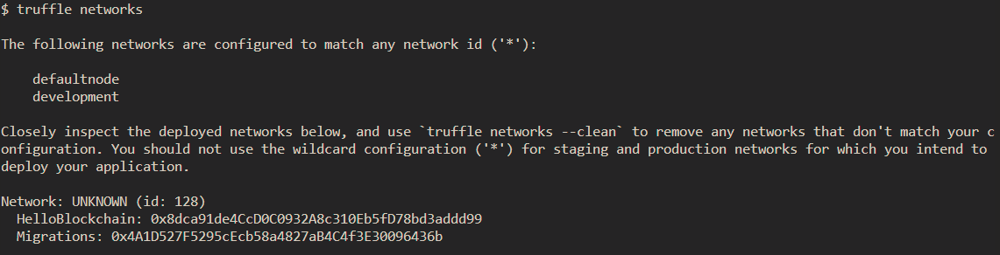 $ truffle networks
The following networks are configured to match any network id ('*'):
defaultnode
development
Closely inspect the deployed networks below, and use `truffle networks --clean` to remove any networks that don't match your c
onfiguration. You should not use the wildcard configuration ('*') for staging and production networks for which you intend to
deploy your application.
Network: UNKNOWN (id: 128)
HelloBlockchain: 0x8dca91de4CcD0C0932A8c310Eb5fD78bd3addd99
Migrations: 0x4A1D527F5295cEcb58a4827aB4C4f3E30096436b